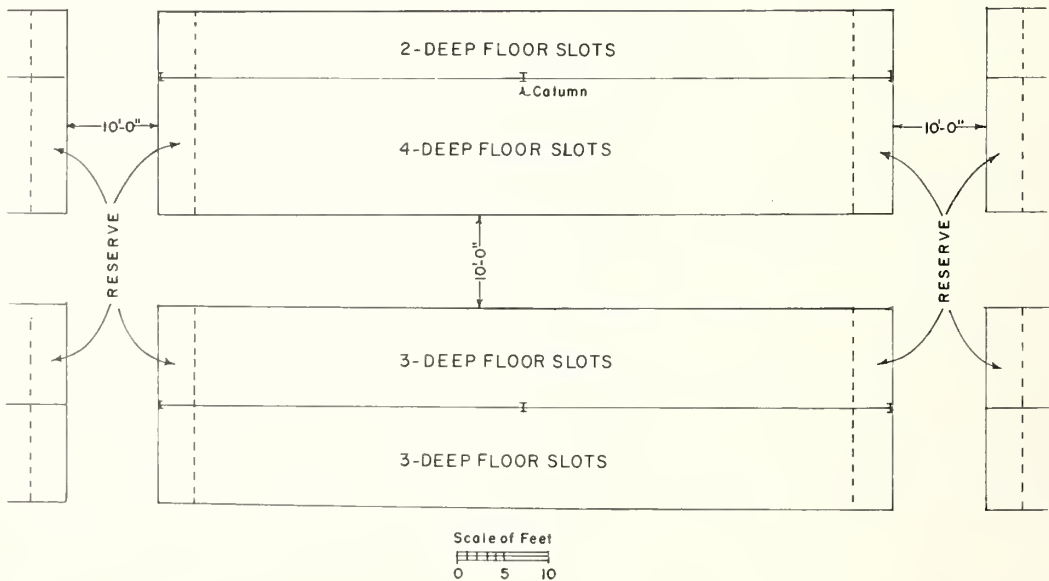 2-DEEP FLOOR SLOTS
Catumn
10'-0"
10'-0"
4-DEEP FLOOR SLOTS
RESERVE
10'-0"
RESERVE
3-DEEP FLOOR SLOTS
3-DEEP FLOOR SLOTS
Scale of Feet
0 5 10